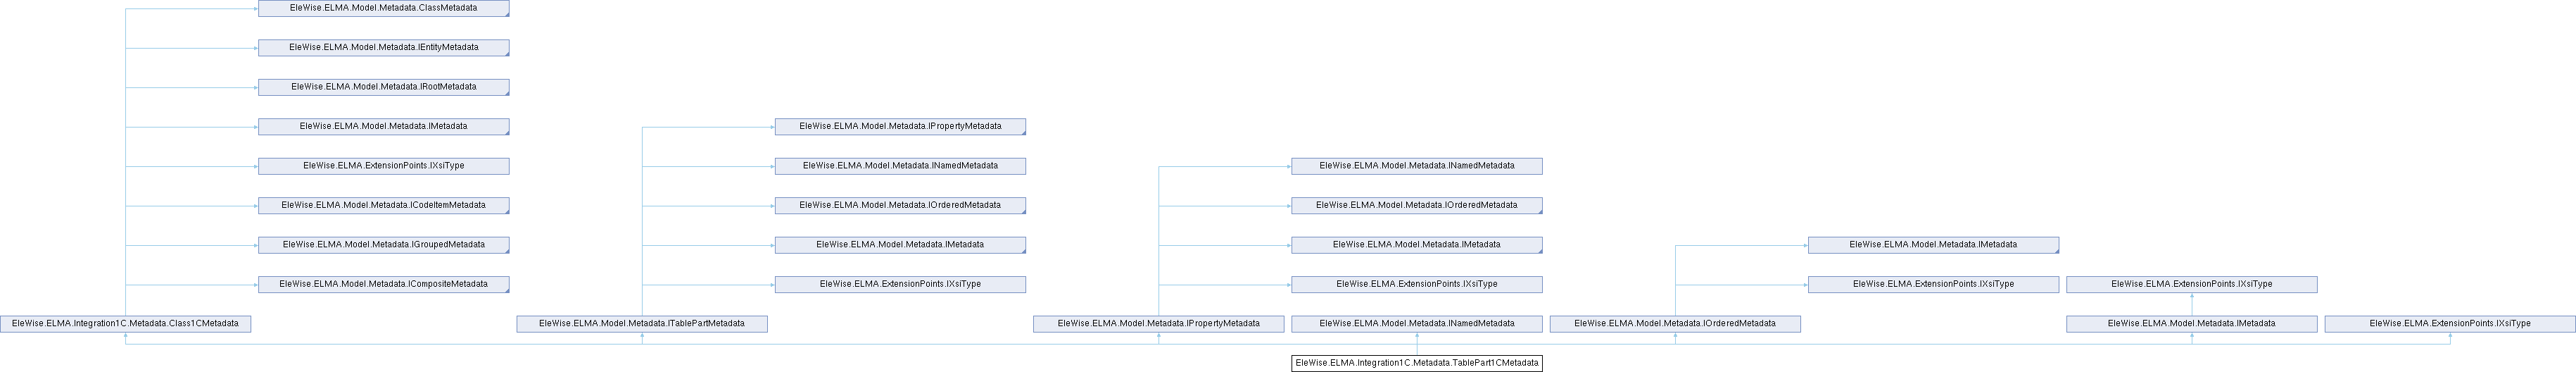 EleWise.ELMA.Model.Metadata.ClassMetadata
EleWise.ELMA.Model.Metadata.IEntityMetadata
EleWise.ELMA.Model.Metadata.IRootMetadata
EleWise.ELMA.Model.Metadata.IMetadata
EleWise.ELMA.Model.Metadata.IPropertyMetadata
EleWise.ELMA.ExtensionPoints.IXsiType
EleWise.ELMA.Model.Metadata.INamedMetadata
EleWise.ELMA.Model.Metadata.INamedMetadata
EleWise.ELMA.Model.Metadata.ICodeItemMetadata
EleWise.ELMA.Model.Metadata.IOrderedMetadata
EleWise.ELMA.Model.Metadata.IOrderedMetadata
EleWise.ELMA.Model.Metadata.IGroupedMetadata
EleWise.ELMA.Model.Metadata.IMetadata
EleWise.ELMA.Model.Metadata.IMetadata
EleWise.ELMA.Model.Metadata.IMetadata
EleWise.ELMA.Model.Metadata.ICompositeMetadata
EleWise.ELMA.ExtensionPoints.IXsiType
EleWise.ELMA.ExtensionPoints.IXsiType
EleWise.ELMA.ExtensionPoints.IXsiType
EleWise.ELMA.ExtensionPoints.IXsiType
EleWise.ELMA.Integration1C.Metadata.Class1CMetadata
EleWise.ELMA.Model.Metadata.ITablePartMetadata
EleWise.ELMA.Model.Metadata.IPropertyMetadata
EleWise.ELMA.Model.Metadata.INamedMetadata
EleWise.ELMA.Model.Metadata.IOrderedMetadata
EleWise.ELMA.Model.Metadata.IMetadata
EleWise.ELMA.ExtensionPoints.IXsiType
EleWise.ELMA.Integration1C.Metadata.TablePart1CMetadata